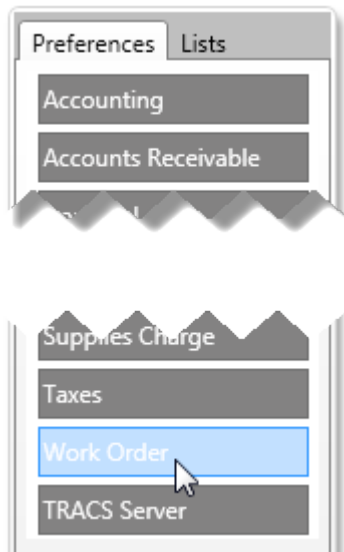 Preferences Lists
Accounting
Accounts Receivable
Supplies Charge
Taxes
Work Order
TRACS Server